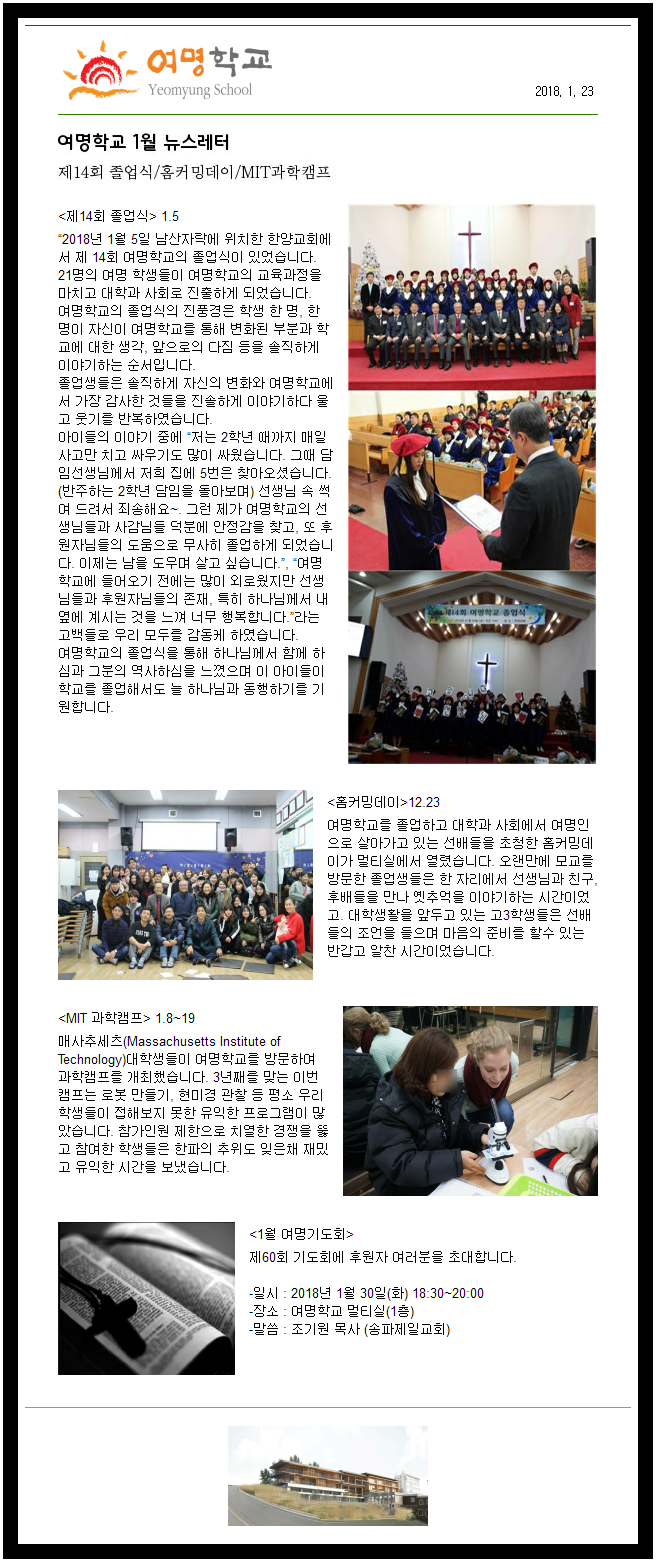 여명학교
Yeomyung School
2018. 1. 23
여명학교 1월 뉴스레터
제14회 졸업식/홈커밍데이/MIT과학캠프
<제14회 졸업식> 1.5
“2018년 1월 5일 남산자락에 위치한 한양교회에
서 제 14회 여명학교의 졸업식이 있었습니다.
21명의 여명 학생들이 여명학교의 교육과정을
마치고 대학과 사회로 진출하게 되었습니다.
여명학교의 졸업식의 진풍경은 학생 한 명, 한
명이 자신이 여명학교를 통해 변화된 부분과 학
교에 대한 생각, 앞으로의 다짐 등을 솔직하게
이야기하는 순서입니다.
졸업생들은 솔직하게 자신의 변화와 여명학교에
서 가장 감사한 것들을 진솔하게 이야기하다 울
고 웃기를 반복하였습니다.
아이들의 이야기 중에 “저는 2학년 때까지 매일
사고만 치고 싸우기도 많이 싸웠습니다. 그때 담
임선생님께서 저희 집에 5번은 찾아오셨습니다.
(반주하는 2학년 담임을 돌아보며) 선생님 속 썩
여 드려서 죄송해요~. 그런 제가 여명학교의 선
생님들과 사감님들 덕분에 안정감을 찾고, 또 후
원자님들의 도움으로 무사히 졸업하게 되었습니
다. 이제는 남을 도우며 살고 싶습니다.”, “여명
학교에 들어오기 전에는 많이 외로웠지만 선생
님들과 후원자님들의 존재, 특히 하나님께서 내
옆에 계시는 것을 느껴 너무 행복합니다.”라는
고백들로 우리 모두를 감동케 하였습니다.
여명학교의 졸업식을 통해 하나님께서 함께 하
심과 그분의 역사하심을 느꼈으며 이 아이들이
학교를 졸업해서도 늘 하나님과 동행하기를 기
원합니다.
제14회 여명학교 졸업식
<홈커밍데이>12.23
여명학교를 졸업하고 대학과 사회에서 여명인
으로 살아가고 있는 선배들을 초청한 홈커밍데
이가 멀티실에서 열렸습니다. 오랜만에 모교를
방문한 졸업생들은 한 자리에서 선생님과 친구,
후배들을 만나 옛추억을 이야기하는 시간이었
고. 대학생활을 앞두고 있는 고3학생들은 선배
들의 조언을 들으며 마음의 준비를 할수 있는
반갑고 알찬 시간이었습니다.
<MIT 과학캠프> 1.8~19
매사추세츠(Massachusetts Institute of
Technology)대학생들이 여명학교를 방문하여
과학캠프를 개최했습니다. 3년째를 맞는 이번
캠프는 로봇 만들기, 현미경 관찰 등 평소 우리
학생들이 접해보지 못한 유익한 프로그램이 많
았습니다. 참가인원 제한으로 치열한 경쟁을 뚫
고 참여한 학생들은 한파의 추위도 잊은채 재밌
고 유익한 시간을 보냈습니다.
<1월 여명기도회>
제60회 기도회에 후원자 여러분을 초대합니다.
-일시 : 2018년 1월 30일(화) 18:30~20:00
-장소 : 여명학교 멀티실(1층)
-말씀 : 조기원 목사 (송파제일교회)